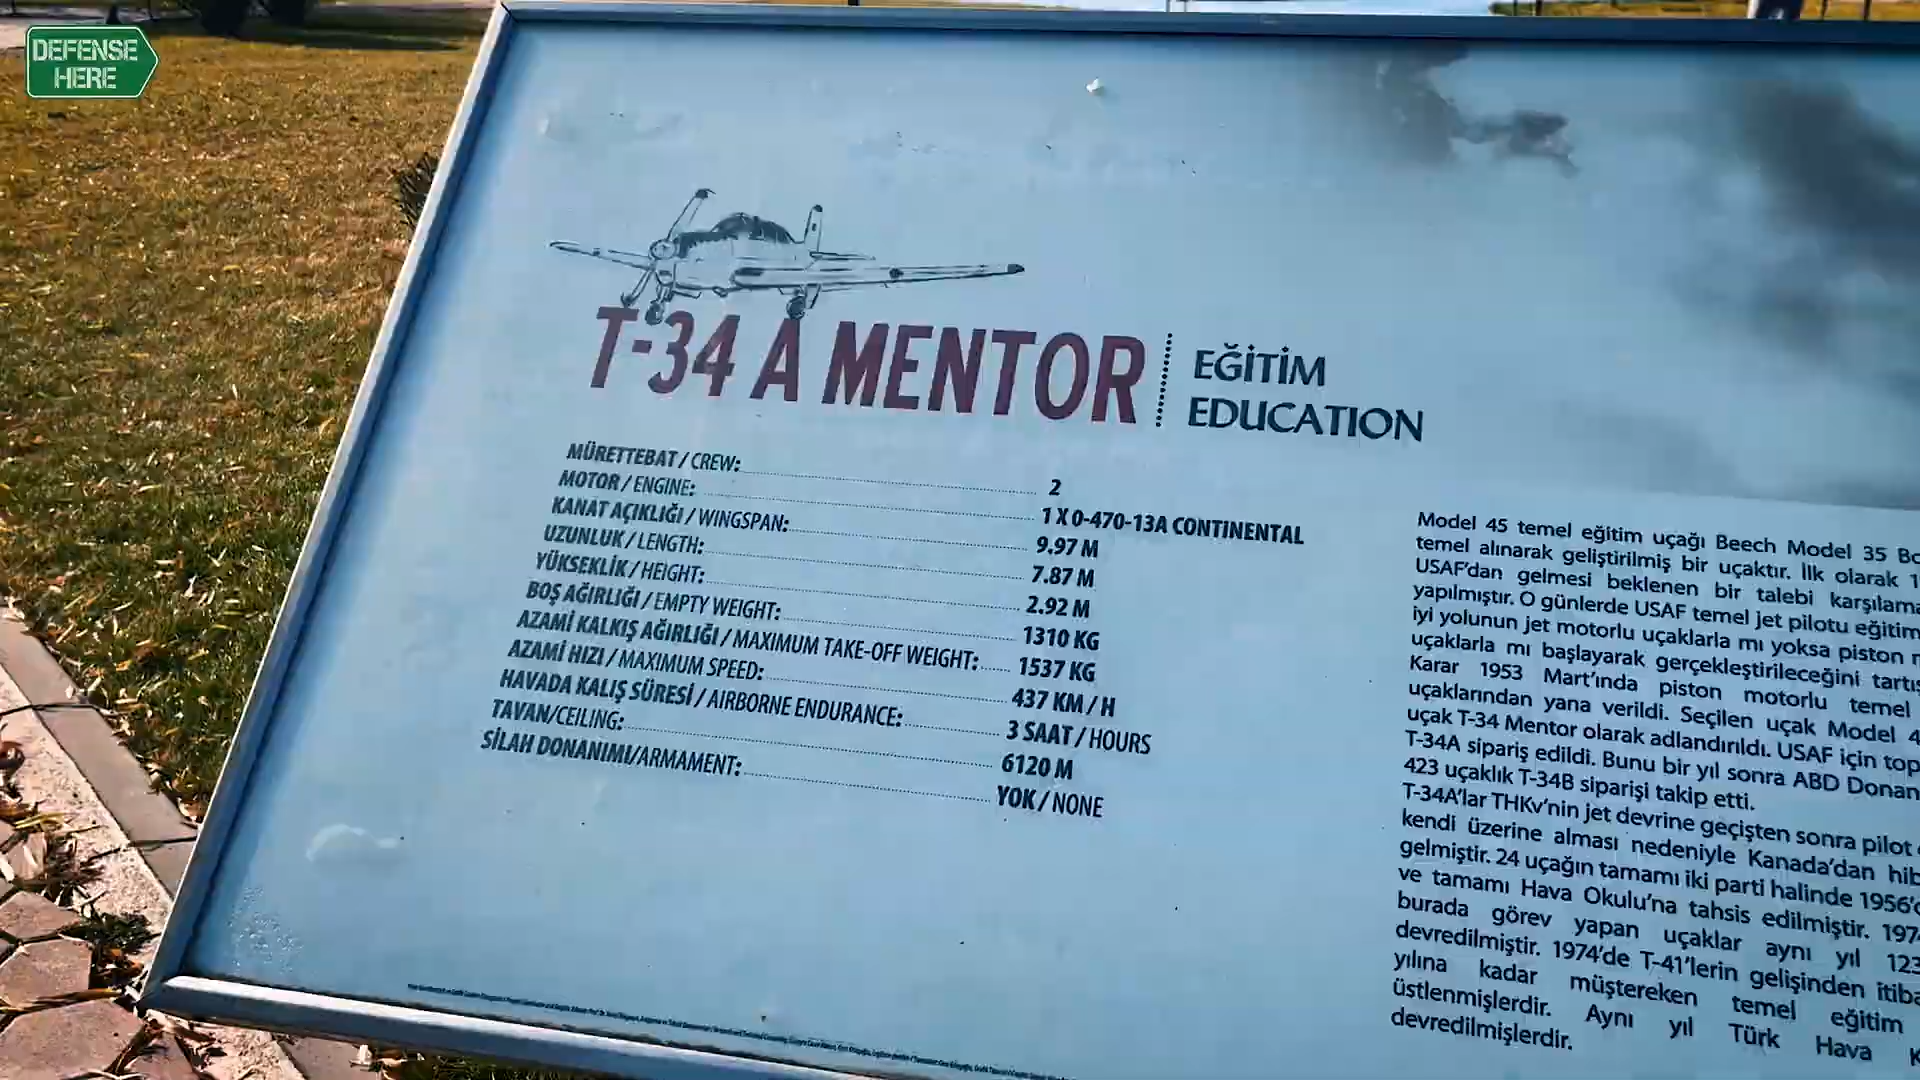 DEFENSE
HERE
T-34 A MENTOR
EĞİTİM
EDUCATION
MÜRETTEBAT / CREW: 2
MOTOR / ENGINE: 1 X 0-470-13A CONTINENTAL
KANAT AÇIKLIĞI / WINGSPAN: 9.97 M
UZUNLUK / LENGTH: 7.87 M
YÜKSEKLİK / HEIGHT: 2.92 M
BOŞ AĞIRLIĞI / EMPTY WEIGHT: 1310 KG
AZAMİ KALKIŞ AĞIRLIĞI / MAXIMUM TAKE-OFF WEIGHT: 1537 KG
AZAMİ HIZI / MAXIMUM SPEED: 437 KM / H
HAVADA KALIŞ SÜRESİ / AIRBORNE ENDURANCE: 3 SAAT / HOURS
TAVAN/CEILING: 6120 M
SİLAH DONANIMI/ARMAMENT: YOK / NONE
Model 45 temel eğitim uçağı Beech Model 35
temel alınarak geliştirilmiş bir uçaktır. İlk olarak
USAF'dan gelmesi beklenen bir talebi
yapılmıştır. O günlerde USAF temel jet pilotu
iyi yolunun jet motorlu uçaklarla mı yoksa piston
uçaklarla mı başlayarak gerçekleştirileceğini
Karar 1953 Mart'ında piston motorlu temel
uçaklarından yana verildi. Seçilen uçak Model
uçak T-34 Mentor olarak adlandırıldı. USAF için
T-34A sipariş edildi. Bunu bir yıl sonra ABD
423 uçaklık T-34B siparişi takip etti.
T-34A'lar THKv'nin jet devrine geçişten sonra pilot
kendi üzerine alması nedeniyle Kanada'dan
gelmiştir. 24 uçağın tamamı iki parti halinde
ve tamamı Hava Okulu'na tahsis edilmiştir.
burada görev yapan uçaklar aynı yıl
devredilmiştir. 1974'de T-41'lerin gelişinden
yılına kadar müştereken temel eğitim
üstlenmişlerdir. Aynı yıl Türk Hava
devredilmişlerdir.